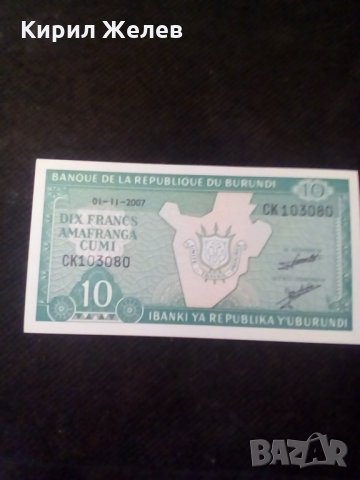 Кирил Желев
BANQUE DE LA REPUBLIQUE DU BURUNDI
10
01-11-2007
CK103080
DIX FRANCS
AMAFRANGA
CUMI
CK103080
10
IBANKI YA REPUBLIKA Y'UBURUNDI
BAZAR